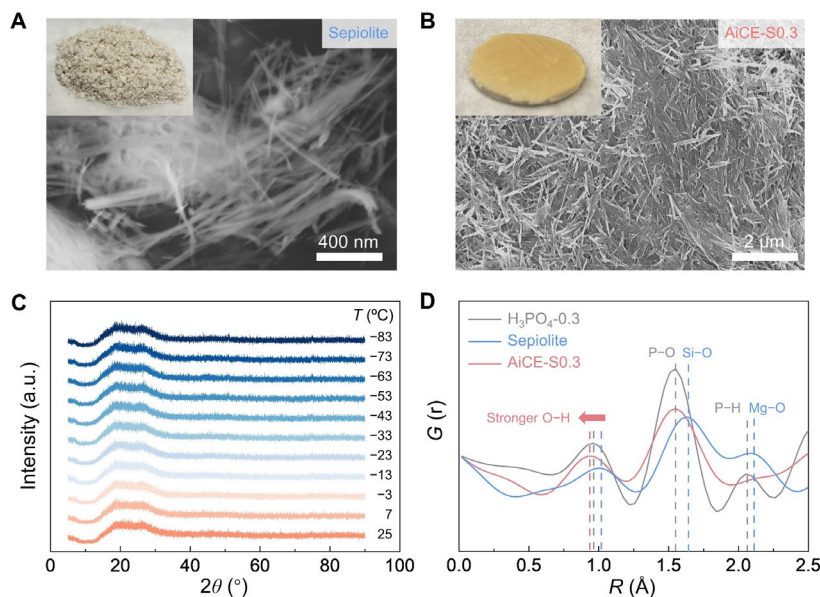 A
Sepiolite
400 nm
B
AiCE-S0.3
2 μm
C
T (ºC)
−83
−73
−63
−53
−43
−33
−23
−13
−3
7
25
Intensity (a.u.)
0 20 40 60 80 100
2θ (°)
D
H₃PO₄-0.3
Sepiolite
AiCE-S0.3
P−O Si−O
P−H Mg−O
Stronger O−H
G (r)
0.0 0.5 1.0 1.5 2.0 2.5
R (Å)